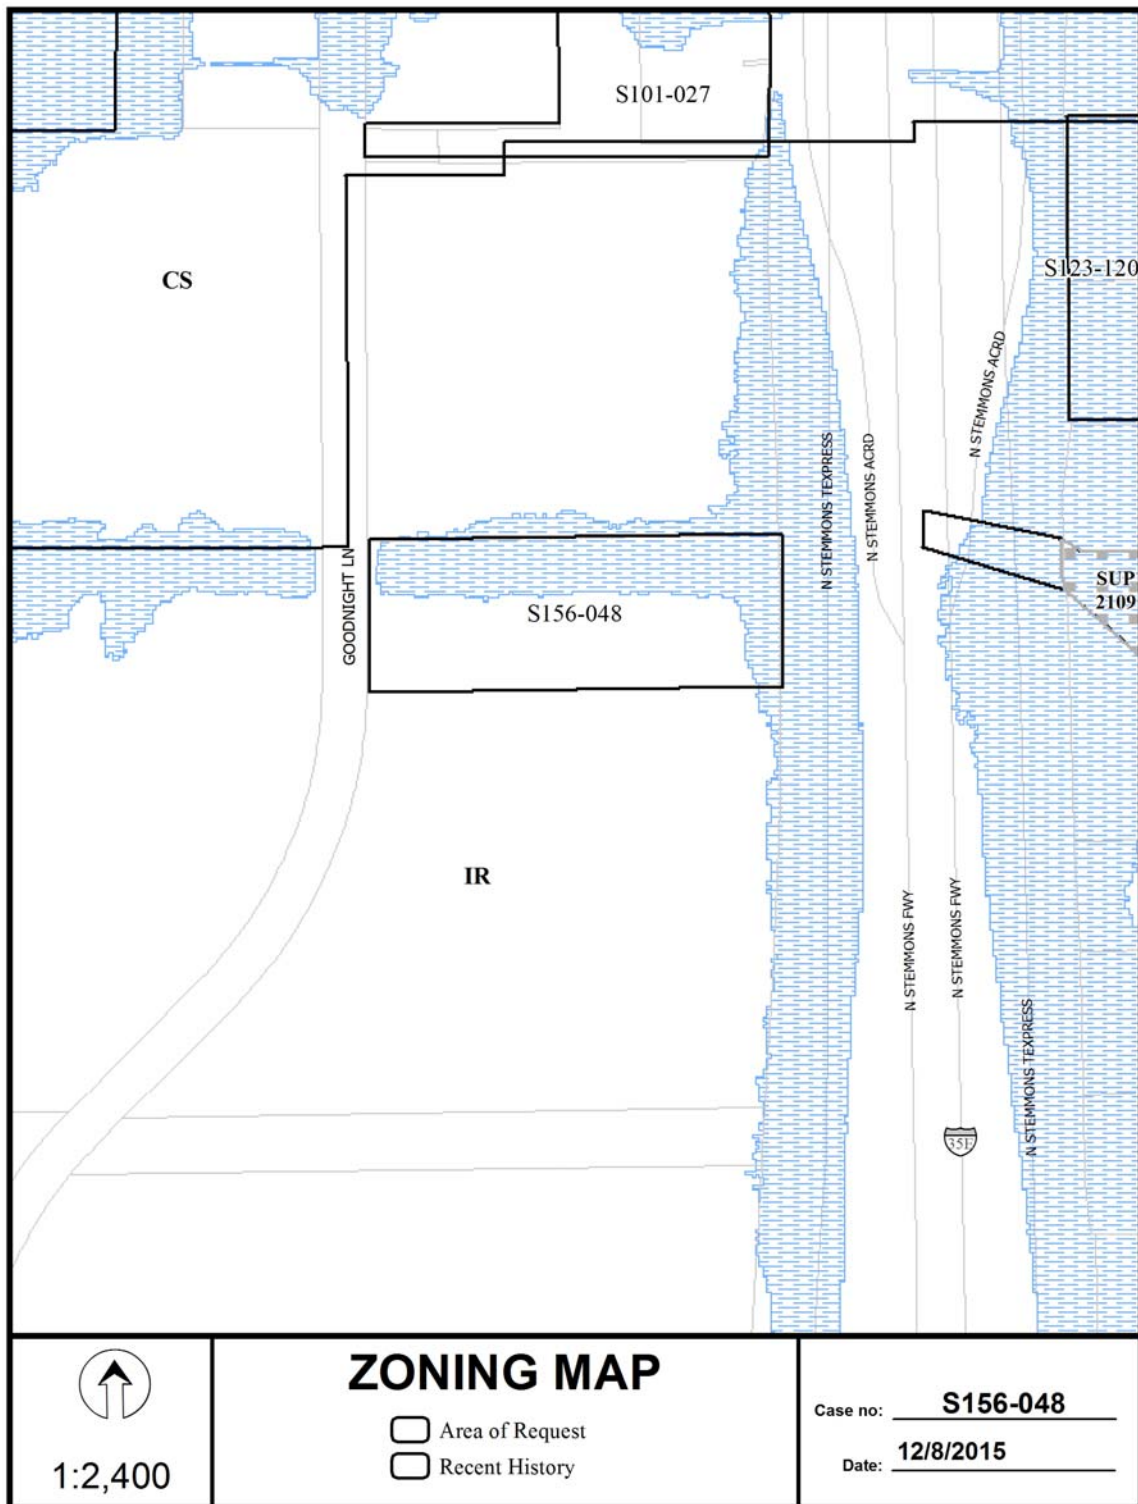 S101-027
CS
S123-120
N STEMMONS ACRD
N STEMMONS TEXPRESS
N STEMMONS ACRD
GOODNIGHT LN
SUP
2109
S156-048
IR
N STEMMONS FWY
N STEMMONS FWY
N STEMMONS TEXPRESS
35E
1:2,400
ZONING MAP
Area of Request
Recent History
Case no: S156-048
Date: 12/8/2015